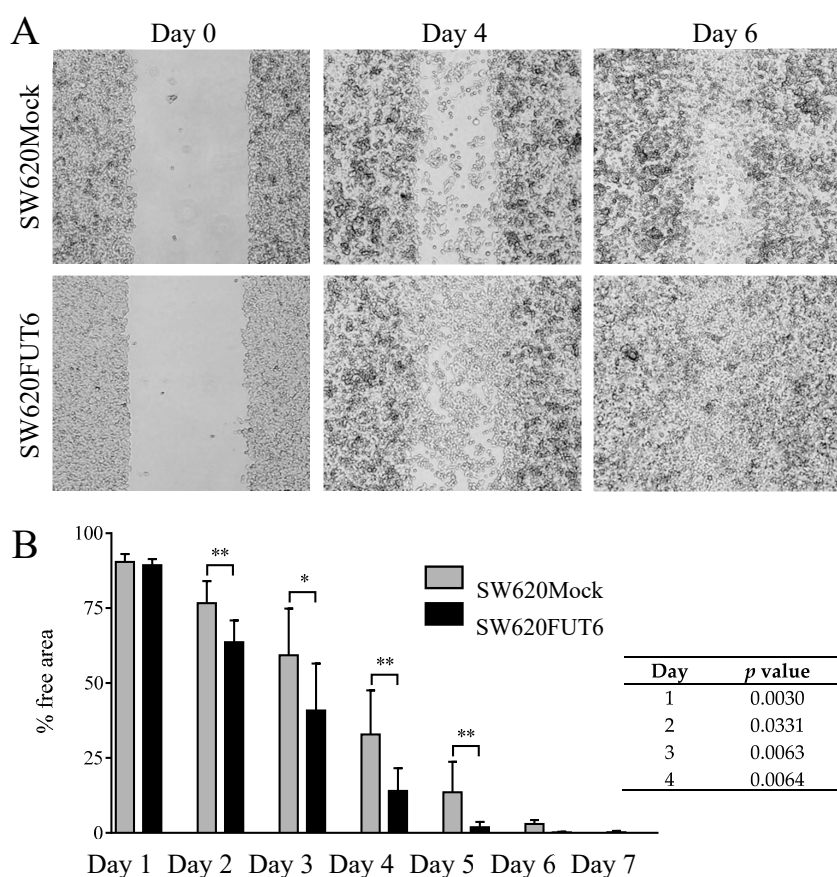 A
Day 0 Day 4 Day 6
SW620Mock
SW620FUT6
B
100
75
50
25
0
% free area
** * ** **
SW620Mock
SW620FUT6
Day p value
1 0.0030
2 0.0331
3 0.0063
4 0.0064
Day 1 Day 2 Day 3 Day 4 Day 5 Day 6 Day 7